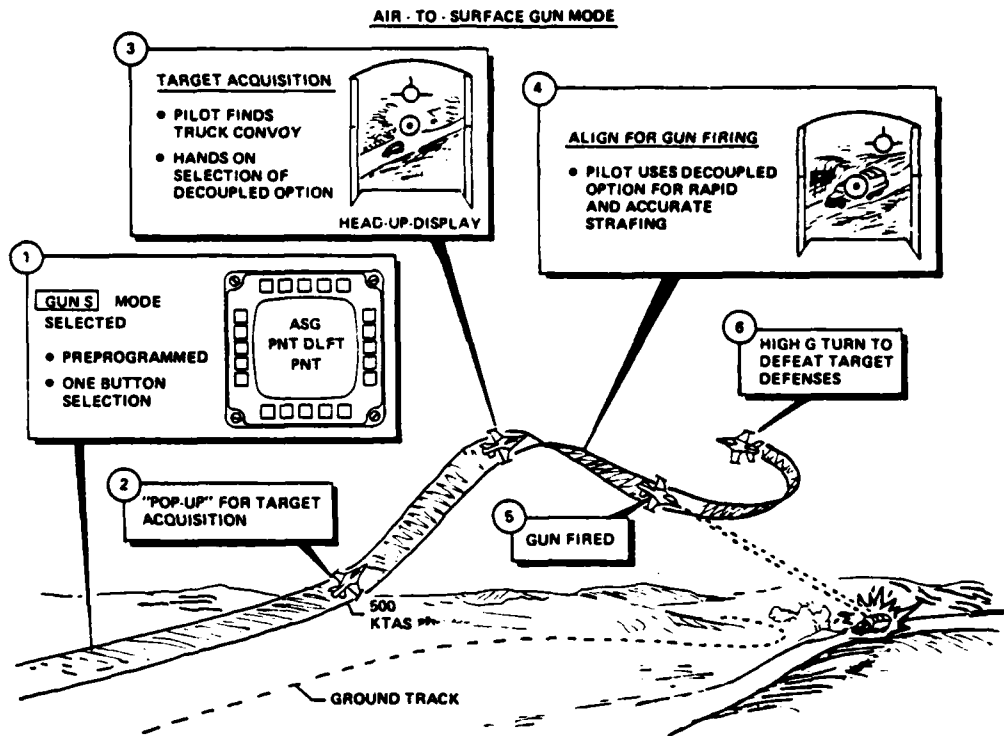 AIR - TO - SURFACE GUN MODE
3
TARGET ACQUISITION
• PILOT FINDS
TRUCK CONVOY
• HANDS ON
SELECTION OF
DECOUPLED OPTION
HEAD-UP-DISPLAY
4
ALIGN FOR GUN FIRING
• PILOT USES DECOUPLED
OPTION FOR RAPID
AND ACCURATE
STRAFING
1
GUN S MODE
SELECTED
• PREPROGRAMMED
• ONE BUTTON
SELECTION
ASG
PNT DLFT
PNT
6
HIGH G TURN TO
DEFEAT TARGET
DEFENSES
2
"POP-UP" FOR TARGET
ACQUISITION
5
GUN FIRED
500
KTAS
GROUND TRACK